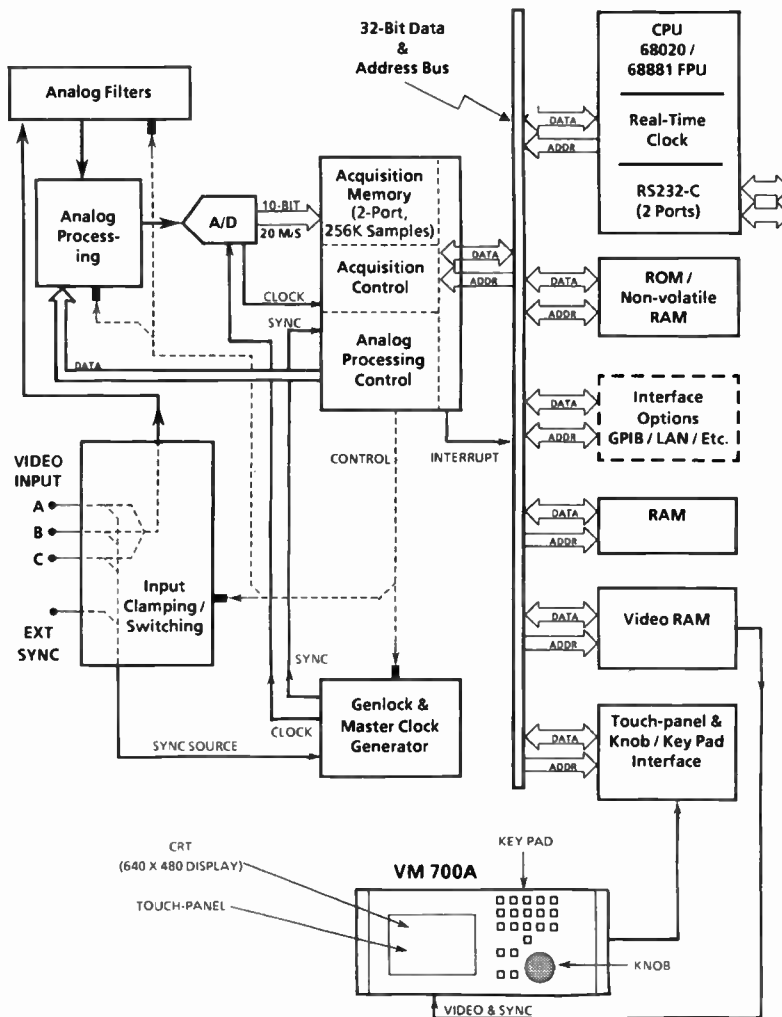 32-Bit Data
&
Address Bus
CPU
68020 /
68881 FPU
Real-Time
Clock
RS232-C
(2 Ports)
DATA
ADDR
Analog Filters
Analog
Process-
ing
A/D
10-BIT
20 M/S
CLOCK
SYNC
DATA
Acquisition
Memory
(2-Port,
256K Samples)
Acquisition
Control
Analog
Processing
Control
DATA
ADDR
ROM /
Non-volatile
RAM
DATA
ADDR
Interface
Options
GPIB / LAN / Etc.
DATA
ADDR
CONTROL
INTERRUPT
VIDEO
INPUT
A
B
C
EXT
SYNC
Input
Clamping /
Switching
RAM
DATA
ADDR
Video RAM
DATA
ADDR
SYNC
CLOCK
SYNC SOURCE
Genlock &
Master Clock
Generator
Touch-panel &
Knob / Key Pad
Interface
DATA
ADDR
CRT
(640 X 480 DISPLAY)
TOUCH-PANEL
VM 700A
KEY PAD
KNOB
VIDEO & SYNC